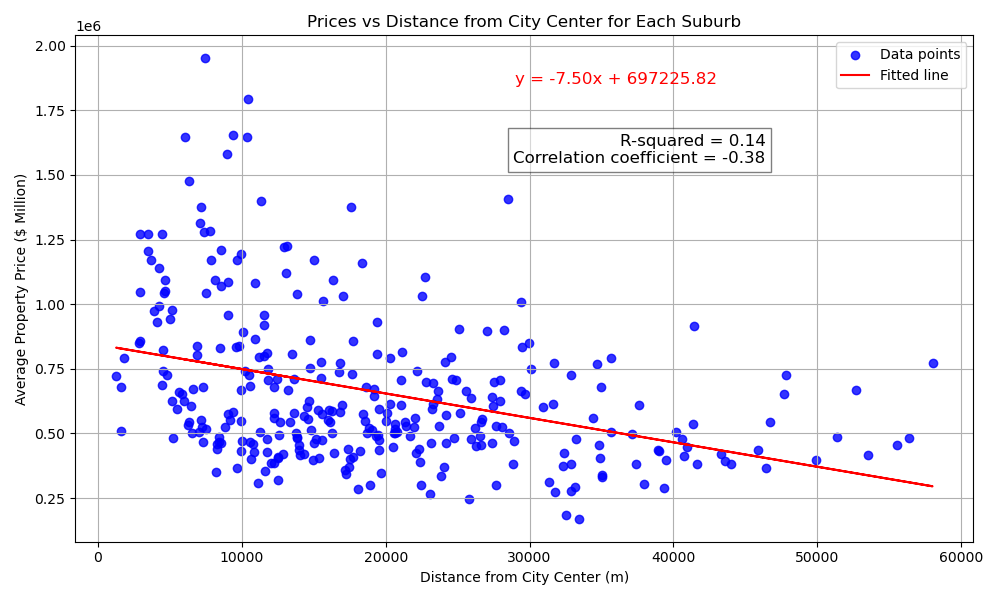 Prices vs Distance from City Center for Each Suburb
1e6
2.00
1.75
1.50
1.25
1.00
0.75
0.50
0.25
Average Property Price ($ Million)
Data points
Fitted line
y = -7.50x + 697225.82
R-squared = 0.14
Correlation coefficient = -0.38
0
10000
20000
30000
40000
50000
60000
Distance from City Center (m)